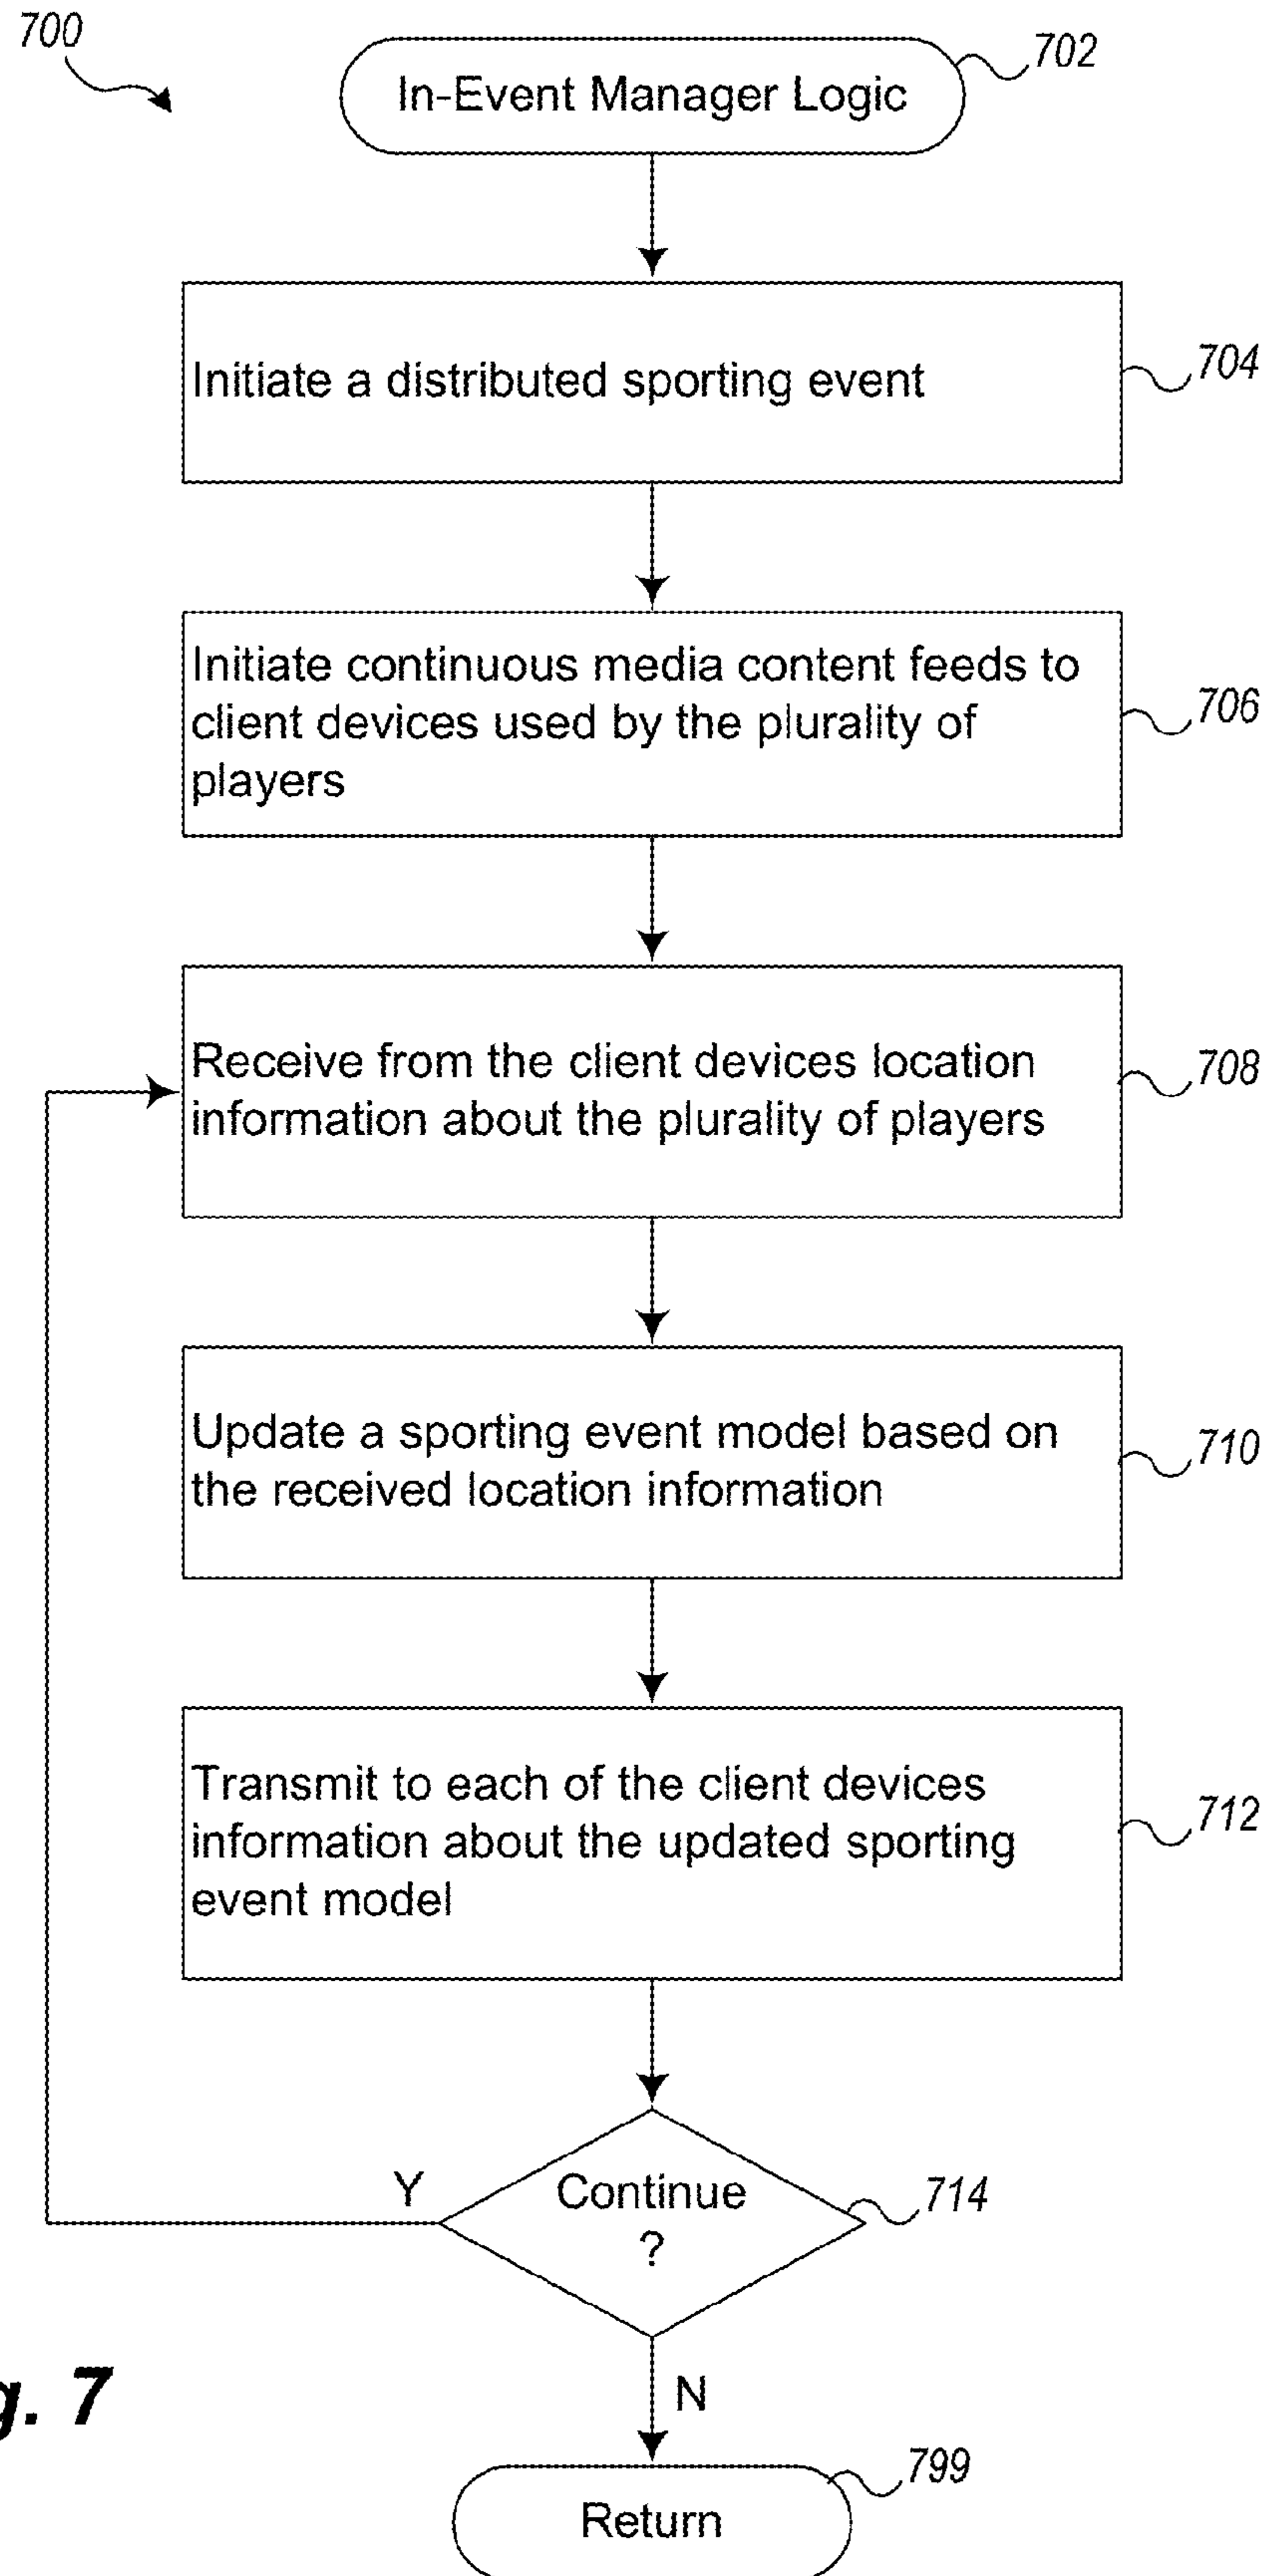 700
702
In-Event Manager Logic
704
Initiate a distributed sporting event
706
Initiate continuous media content feeds to
client devices used by the plurality of
players
708
Receive from the client devices location
information about the plurality of players
710
Update a sporting event model based on
the received location information
712
Transmit to each of the client devices
information about the updated sporting
event model
Y
Continue
?
714
g. 7
N
799
Return